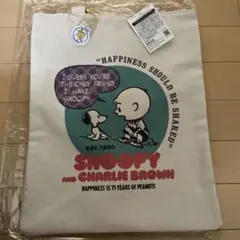 "HAPPINESS SHOULD BE SHARED"
I GUESS YOU'RE
THE ONLY FRIEND
I HAVE,
SNOOPY
EST.1950
SNOOPY
AND CHARLIE BROWN
HAPPINESS IS 75 YEARS OF PEANUTS